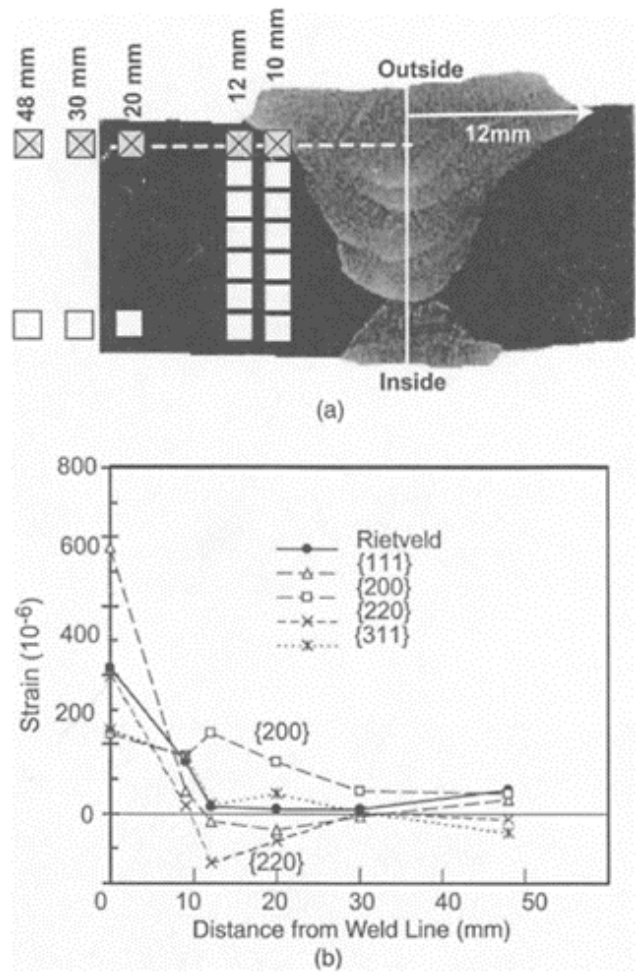 48 mm
30 mm
20 mm
12 mm
10 mm
Outside
12mm
Inside
(a)
800
600
400
200
0
Strain (10⁻⁶)
Rietveld
{111}
{200}
{220}
{311}
{200}
{220}
0 10 20 30 40 50
Distance from Weld Line (mm)
(b)